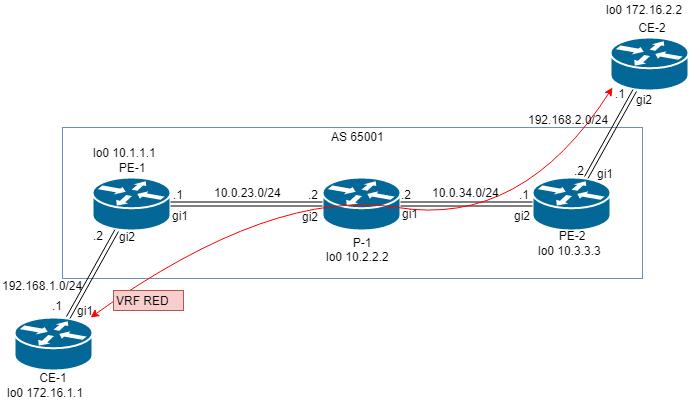 lo0 172.16.2.2
CE-2
.1
gi2
192.168.2.0/24
AS 65001
lo0 10.1.1.1
PE-1
.2
gi1
.1
10.0.23.0/24
.2
.2
10.0.34.0/24
.1
gi1
gi2
gi1
gi2
.2
gi2
P-1
lo0 10.2.2.2
PE-2
lo0 10.3.3.3
192.168.1.0/24
.1
gi1
VRF RED
CE-1
lo0 172.16.1.1